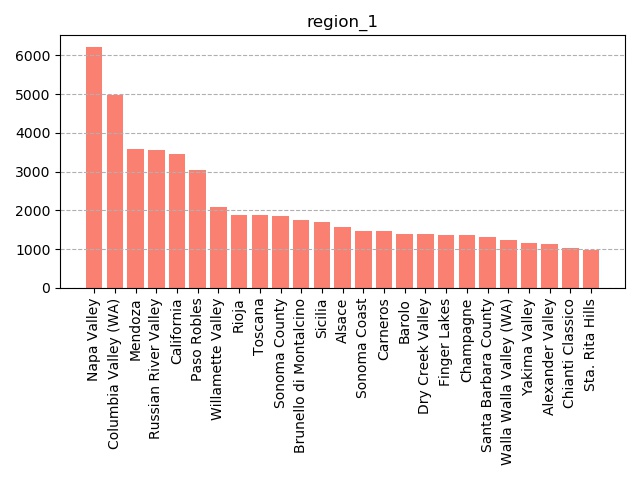 region_1
6000
5000
4000
3000
2000
1000
0
Napa Valley
Columbia Valley (WA)
Mendoza
Russian River Valley
California
Paso Robles
Willamette Valley
Rioja
Toscana
Sonoma County
Brunello di Montalcino
Sicilia
Alsace
Sonoma Coast
Carneros
Barolo
Dry Creek Valley
Finger Lakes
Champagne
Santa Barbara County
Walla Walla Valley (WA)
Yakima Valley
Alexander Valley
Chianti Classico
Sta. Rita Hills